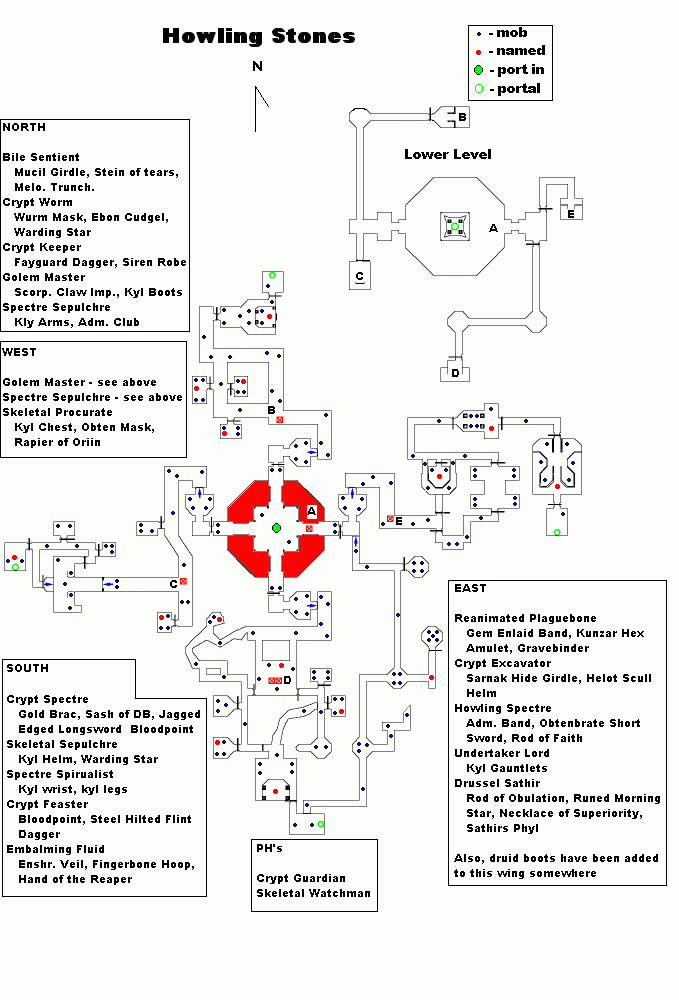 Howling Stones
N
- mob
- named
- port in
- portal
NORTH
Bile Sentient
Mucil Girdle, Stein of tears,
Melo. Trunch.
Crypt Worm
Wurm Mask, Ebon Cudgel,
Warding Star
Crypt Keeper
Fayguard Dagger, Siren Robe
Golem Master
Scorp. Claw Imp., Kyl Boots
Spectre Sepulchre
Kly Arms, Adm. Club
WEST
Golem Master - see above
Spectre Sepulchre - see above
Skeletal Procurate
Kyl Chest, Obten Mask,
Rapier of Oriin
Lower Level
B
A
E
C
D
B
A
E
C
D
SOUTH
Crypt Spectre
Gold Brac, Sash of DB, Jagged
Edged Longsword Bloodpoint
Skeletal Sepulchre
Kyl Helm, Warding Star
Spectre Spirualist
Kyl wrist, kyl legs
Crypt Feaster
Bloodpoint, Steel Hilted Flint
Dagger
Embalming Fluid
Enshr. Veil, Fingerbone Hoop,
Hand of the Reaper
PH's
Crypt Guardian
Skeletal Watchman
EAST
Reanimated Plaguebone
Gem Enlaid Band, Kunzar Hex
Amulet, Gravebinder
Crypt Excavator
Sarnak Hide Girdle, Helot Scull
Helm
Howling Spectre
Adm. Band, Obtenbrate Short
Sword, Rod of Faith
Undertaker Lord
Kyl Gauntlets
Drussel Sathir
Rod of Obulation, Runed Morning
Star, Necklace of Superiority,
Sathirs Phyl
Also, druid boots have been added
to this wing somewhere